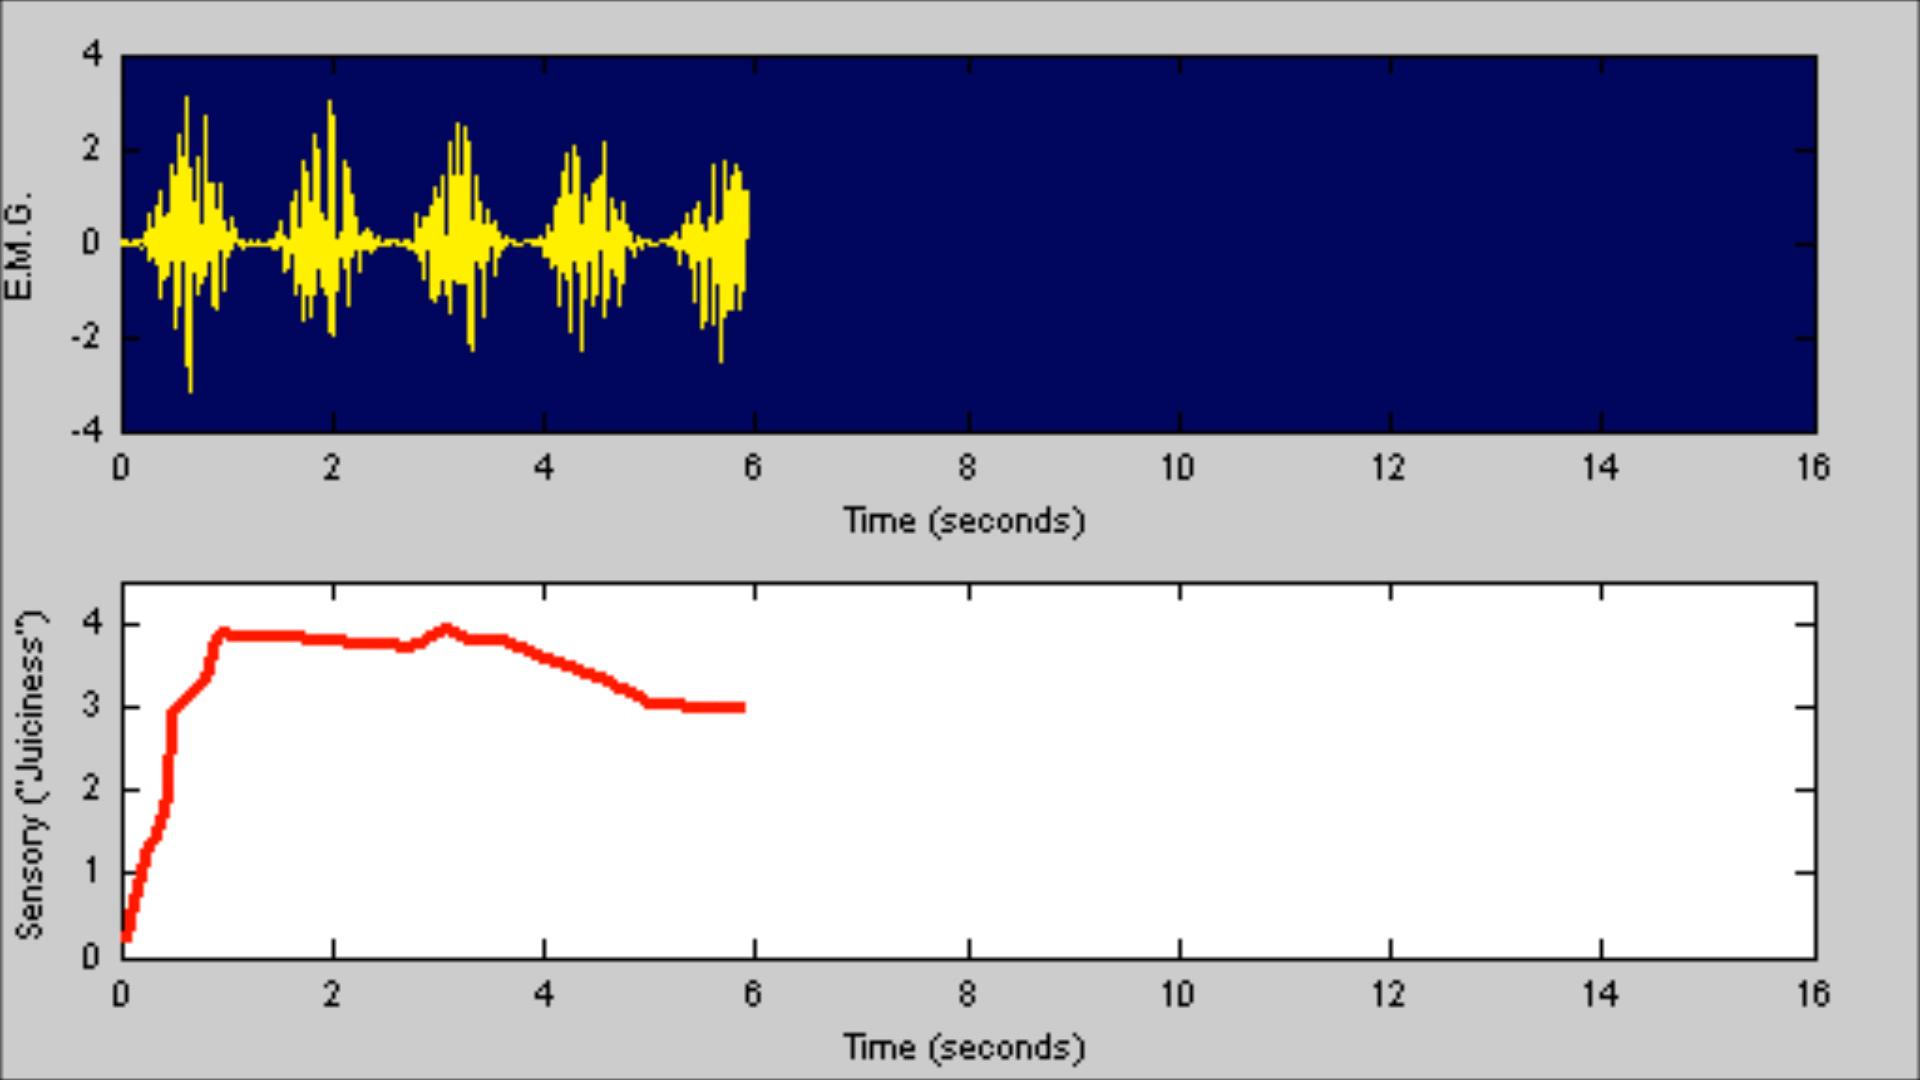 4
2
0
-2
-4
E.M.G.
0 2 4 6 8 10 12 14 16
Time (seconds)
4
3
2
1
0
Sensory ("Juiciness")
0 2 4 6 8 10 12 14 16
Time (seconds)